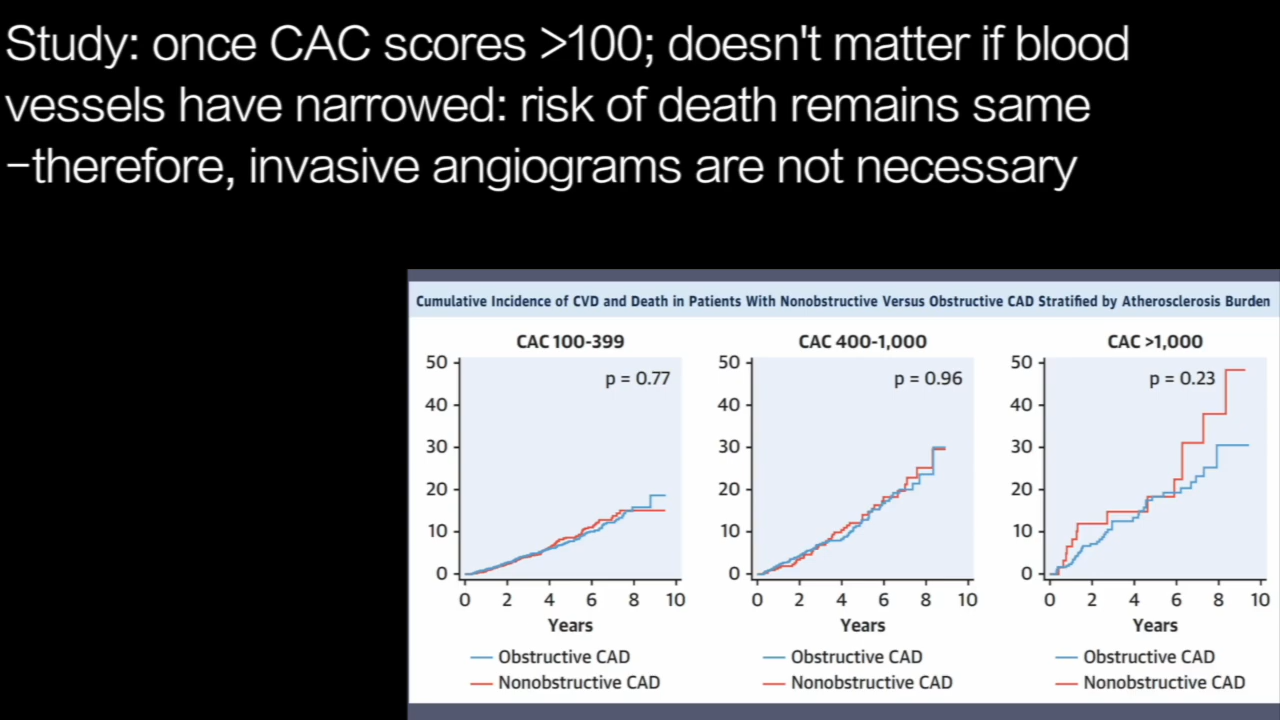 Study: once CAC scores >100; doesn't matter if blood
vessels have narrowed: risk of death remains same
–therefore, invasive angiograms are not necessary
Cumulative Incidence of CVD and Death in Patients With Nonobstructive Versus Obstructive CAD Stratified by Atherosclerosis Burden
CAC 100-399
50
40
30
20
10
0
p = 0.77
0 2 4 6 8 10
Years
Obstructive CAD
Nonobstructive CAD
CAC 400-1,000
50
40
30
20
10
0
p = 0.96
0 2 4 6 8 10
Years
Obstructive CAD
Nonobstructive CAD
CAC >1,000
50
40
30
20
10
0
p = 0.23
0 2 4 6 8 10
Years
Obstructive CAD
Nonobstructive CAD